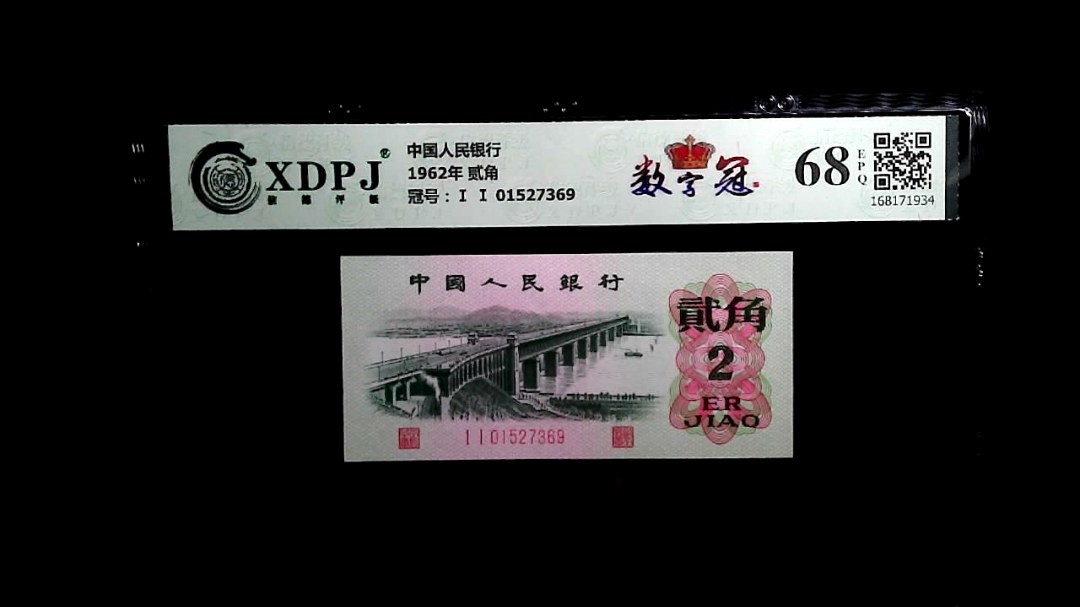 XDPJ®
中国人民银行
1962年 贰角
冠号：I I 01527369
数字冠
68
EPQ
168171934
中國人民銀行
貳角
2
ER
JIAO
I I 01527369